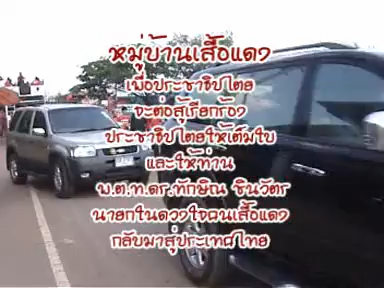 หมู่บ้านเสื้อแดง
เพื่อประชาธิปไตย
จะต่อสู้เรียกร้อง
ประชาธิปไตยให้เต็มใบ
และให้ท่าน
พ.ต.ท.ดร.ทักษิณ ชินวัตร
นายกในดวงใจคนเสื้อแดง
กลับมาสู่ประเทศไทย